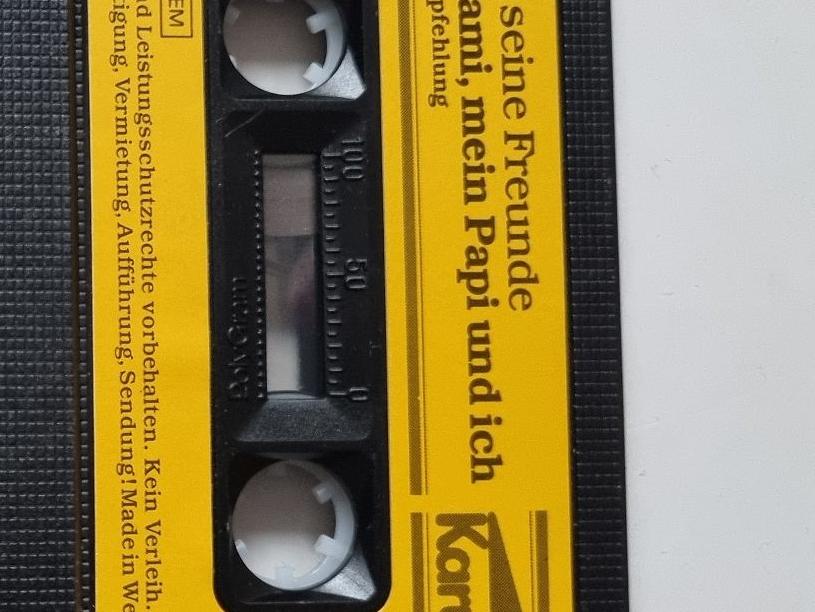 seine Freunde
ami, mein Papi und ich
pfehlung
Kar
100
50
0
PolyGram
EM
d Leistungsschutzrechte vorbehalten. Kein Verleih.
igung, Vermietung, Aufführung, Sendung! Made in We